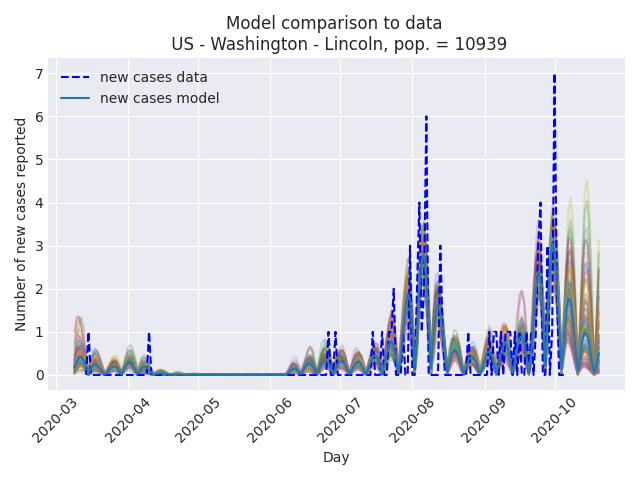 Model comparison to data
US - Washington - Lincoln, pop. = 10939
new cases data
new cases model
Number of new cases reported
7
6
5
4
3
2
1
0
2020-03
2020-04
2020-05
2020-06
2020-07
2020-08
2020-09
2020-10
Day